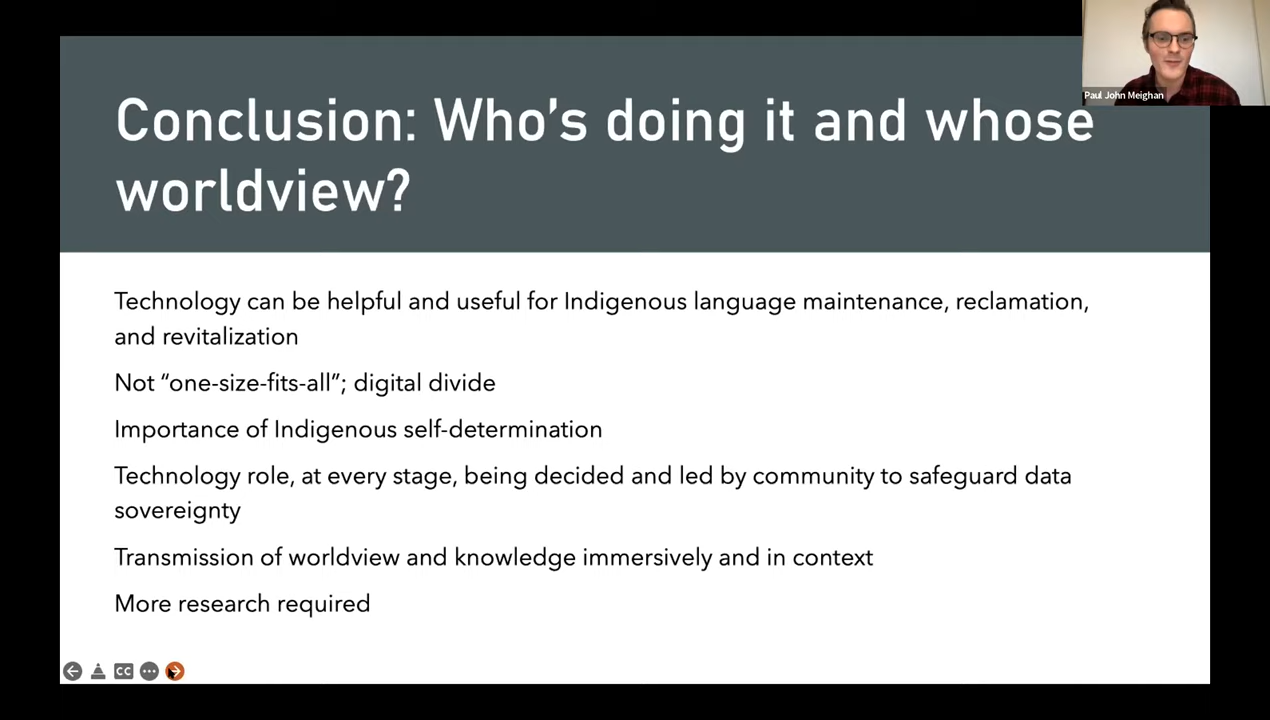 Paul John Meighan
Conclusion: Who's doing it and whose
worldview?
Technology can be helpful and useful for Indigenous language maintenance, reclamation,
and revitalization
Not “one-size-fits-all”; digital divide
Importance of Indigenous self-determination
Technology role, at every stage, being decided and led by community to safeguard data
sovereignty
Transmission of worldview and knowledge immersively and in context
More research required
CC